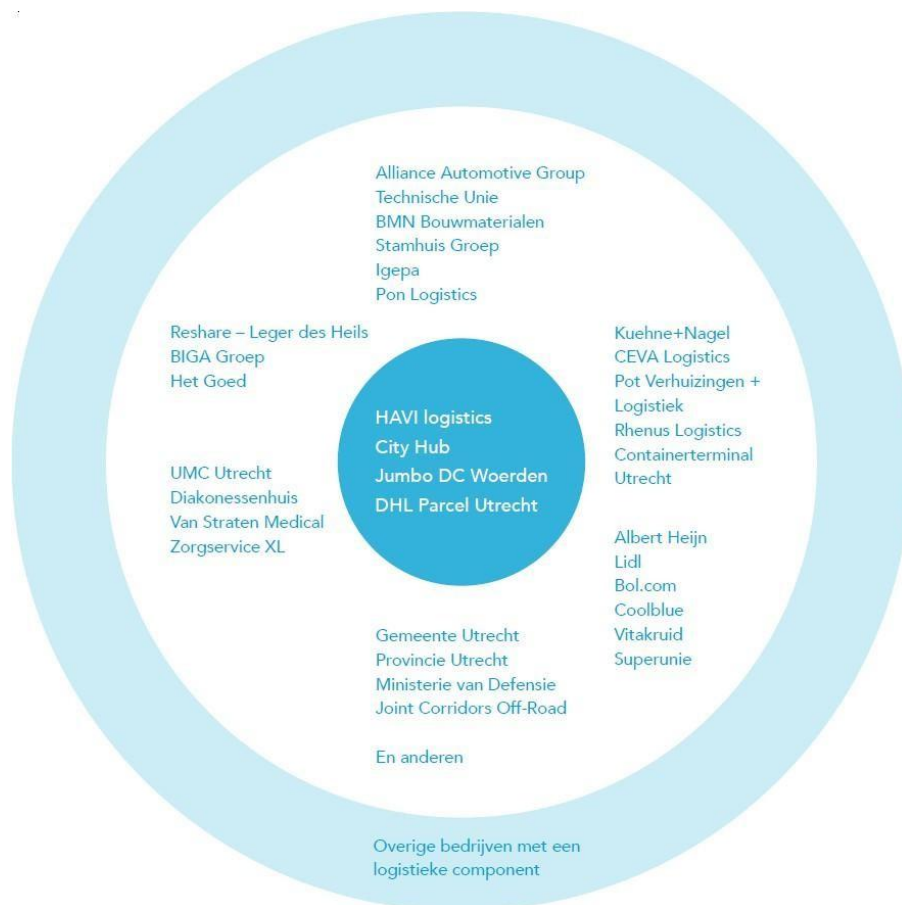 Alliance Automotive Group
Technische Unie
BMN Bouwmaterialen
Stamhuis Groep
Igepa
Pon Logistics
Reshare – Leger des Heils
BIGA Groep
Het Goed
Kuehne+Nagel
CEVA Logistics
Pot Verhuizingen +
Logistiek
Rhenus Logistics
Containerterminal
Utrecht
HAVI logistics
City Hub
Jumbo DC Woerden
DHL Parcel Utrecht
UMC Utrecht
Diakonessenhuis
Van Straten Medical
Zorgservice XL
Albert Heijn
Lidl
Bol.com
Coolblue
Vitakruid
Superunie
Gemeente Utrecht
Provincie Utrecht
Ministerie van Defensie
Joint Corridors Off-Road
En anderen
Overige bedrijven met een
logistieke component